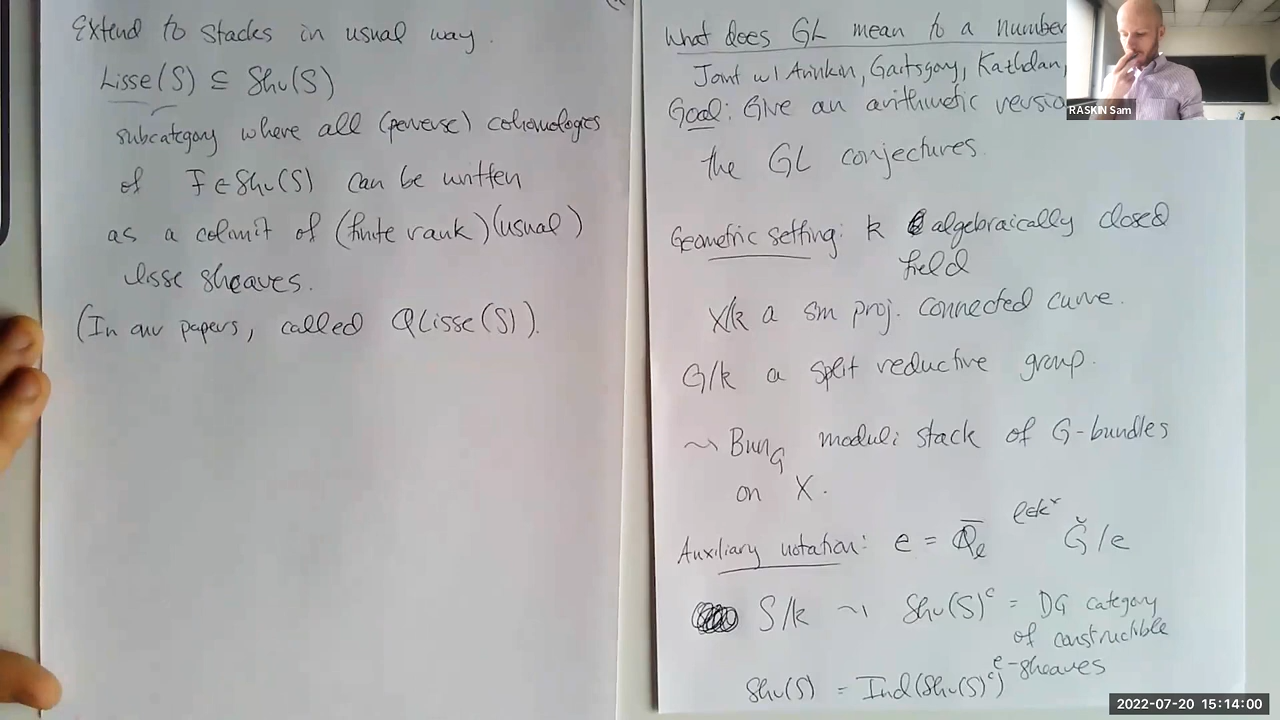 Extend to stacks in usual way.
Lisse(S) ⊆ Shv(S)
subcategory where all (perverse) cohomologies
of F ∈ Shv(S) can be written
as a colimit of (finite rank)(usual)
lisse sheaves.
(In our papers, called QLisse(S)).
What does GL mean to a number
Joint w/ Arinkin, Gaitsgory, Kazhdan,
Goal: Give an arithmetic version
the GL conjectures.
Geometric setting: k algebraically closed
field
X/k a sm proj. connected curve.
G/k a split reductive group.
⇝ Bun_G moduli stack of G-bundles
on X.
Auxiliary notation: e = Q̄_ℓ ℓ∈k^× Ǧ/e
S/k ⇝ Shv(S)^c = DG category
of constructible
e-sheaves
Shv(S) = Ind(Shv(S)^c)
RASKIN Sam
2022-07-20 15:14:00